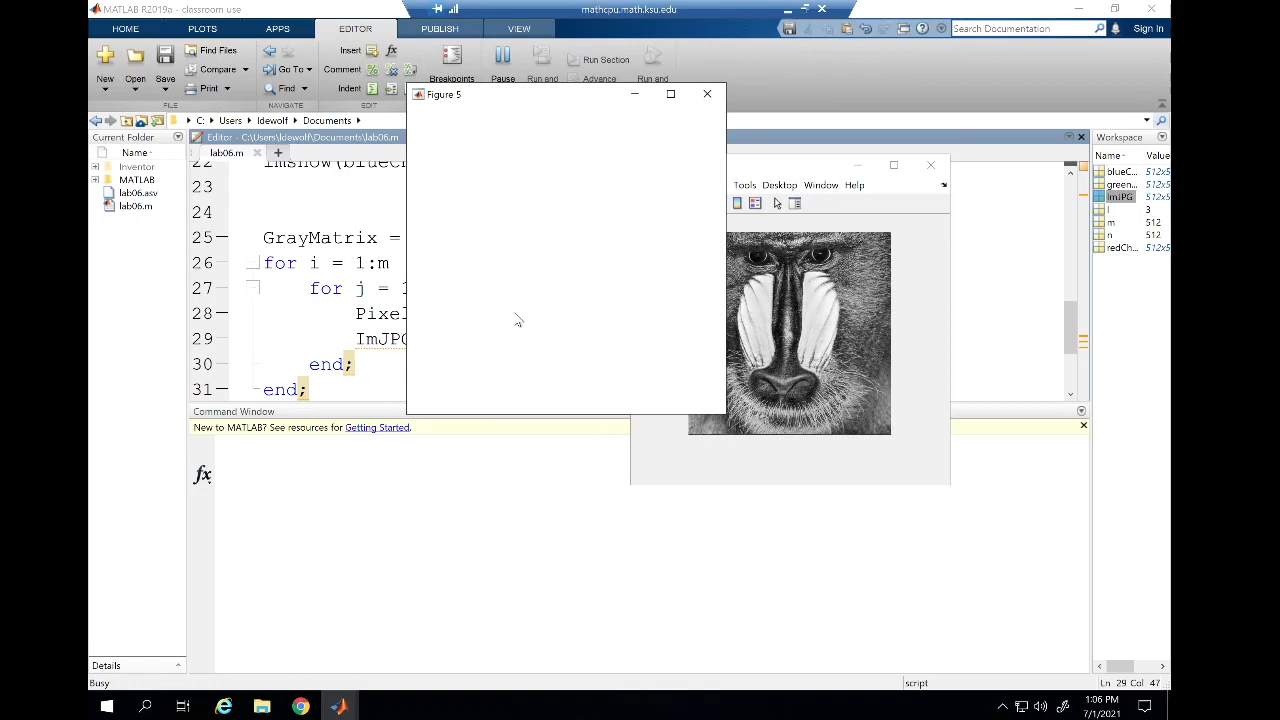 MATLAB R2019a - classroom use
mathcpu.math.ksu.edu
HOME PLOTS APPS EDITOR PUBLISH VIEW
Search Documentation Sign In
Find Files Insert fx
Compare Go To Comment Run Section
New Open Save Breakpoints Pause Run and Advance Run and
Print Find Indent
FILE NAVIGATE EDIT
Figure 5
C: Users ldewolf Documents
Current Folder
Editor - C:\Users\ldewolf\Documents\lab06.m
Workspace
Name
lab06.m
Name Value
Inventor
MATLAB
lab06.asv
lab06.m
22
23
24
25 GrayMatrix =
26 for i = 1:m
27 for j = 1
28 Pixel
29 ImJPG
30 end;
31 end;
Tools Desktop Window Help
blueC... 512x5
green... 512x5
ImJPG 512x5
l 3
m 512
n 512
redCh... 512x5
Command Window
New to MATLAB? See resources for Getting Started.
fx
Details
Busy script Ln 29 Col 47
1:06 PM
7/1/2021